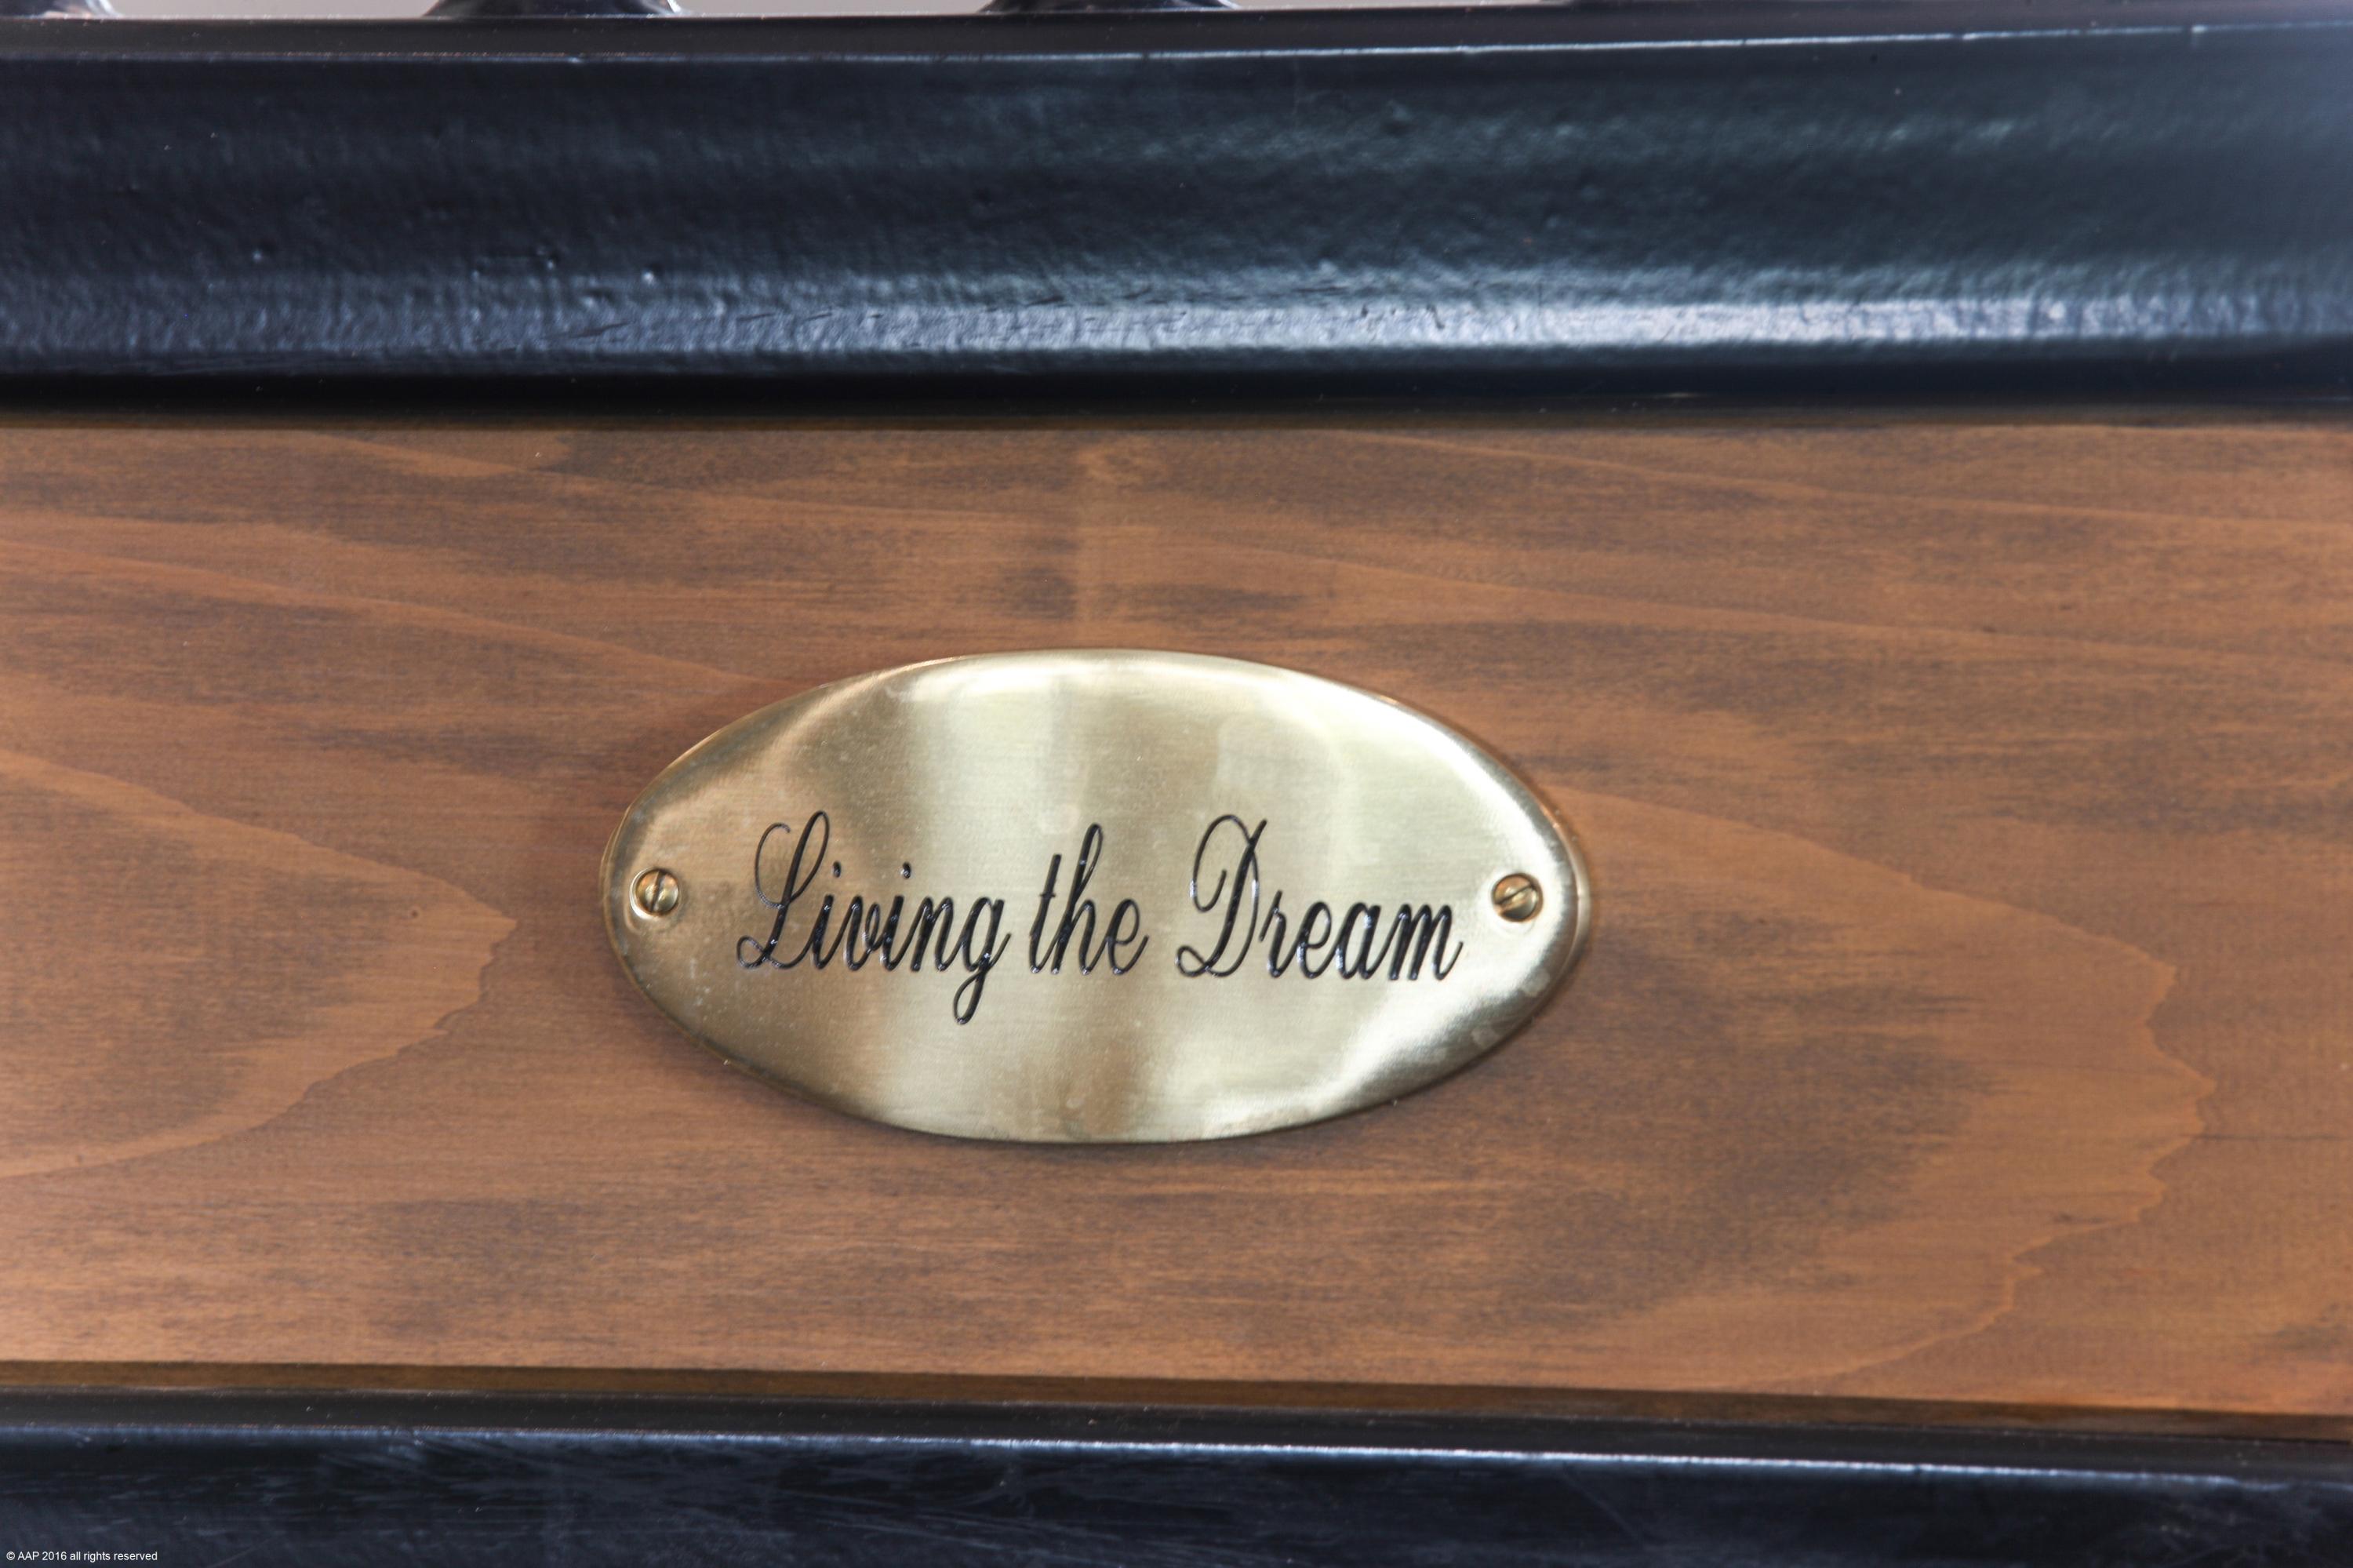 Living the Dream
© AAP 2016 all rights reserved